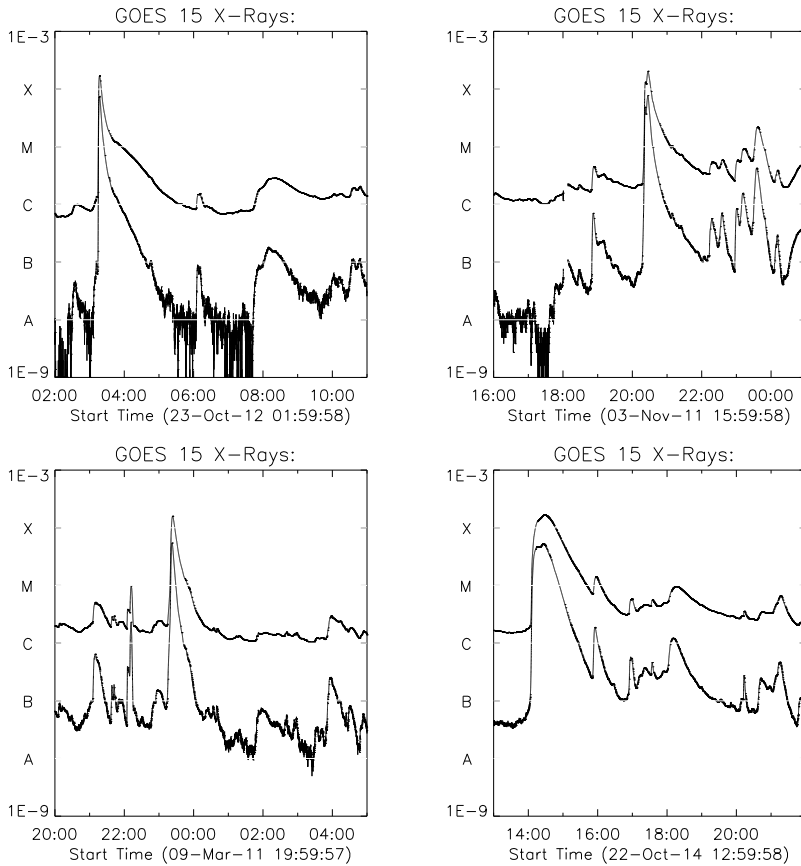 GOES 15 X-Rays:
1E-3
X
M
C
B
A
1E-9
02:00 04:00 06:00 08:00 10:00
Start Time (23-Oct-12 01:59:58)
GOES 15 X-Rays:
1E-3
X
M
C
B
A
1E-9
16:00 18:00 20:00 22:00 00:00
Start Time (03-Nov-11 15:59:58)
GOES 15 X-Rays:
1E-3
X
M
C
B
A
1E-9
20:00 22:00 00:00 02:00 04:00
Start Time (09-Mar-11 19:59:57)
GOES 15 X-Rays:
1E-3
X
M
C
B
A
1E-9
14:00 16:00 18:00 20:00
Start Time (22-Oct-14 12:59:58)